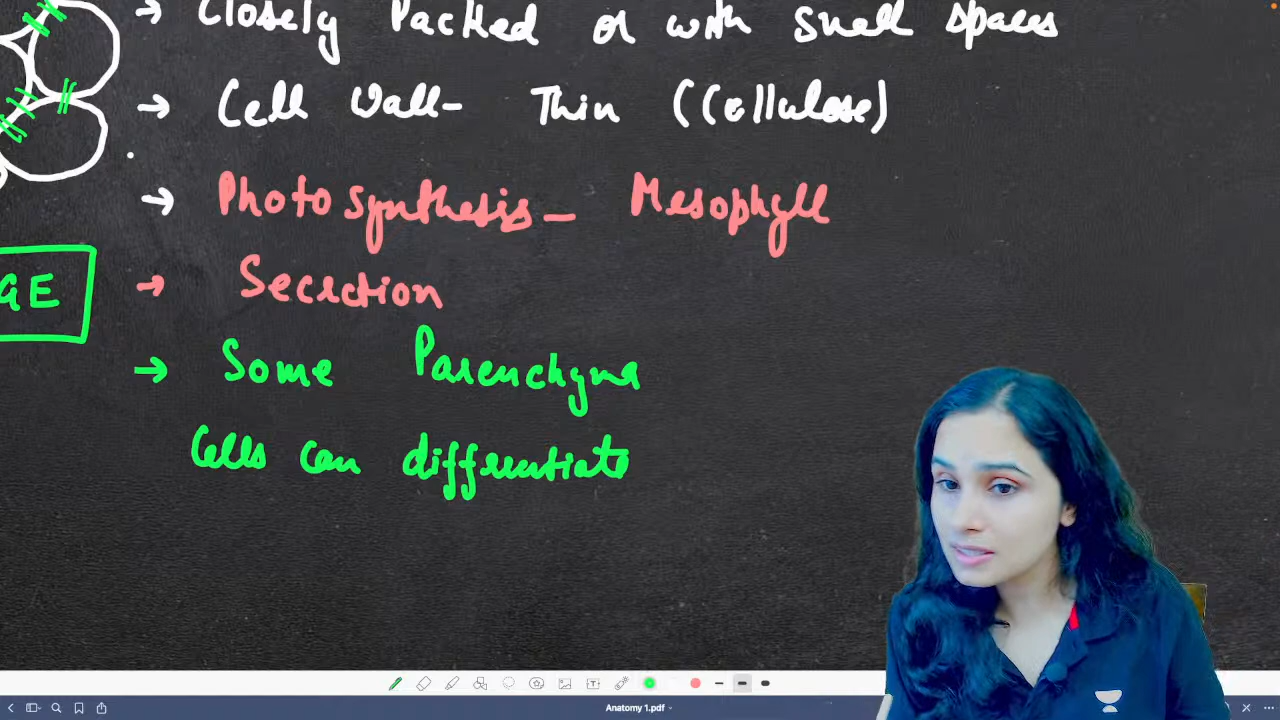 → Closely Packed or with small spaces
→ Cell Wall- Thin (Cellulose)
→ Photosynthesis - Mesophyll
GE
→ Secretion
→ Some Parenchyma
Cells can differentiate
Anatomy 1.pdf